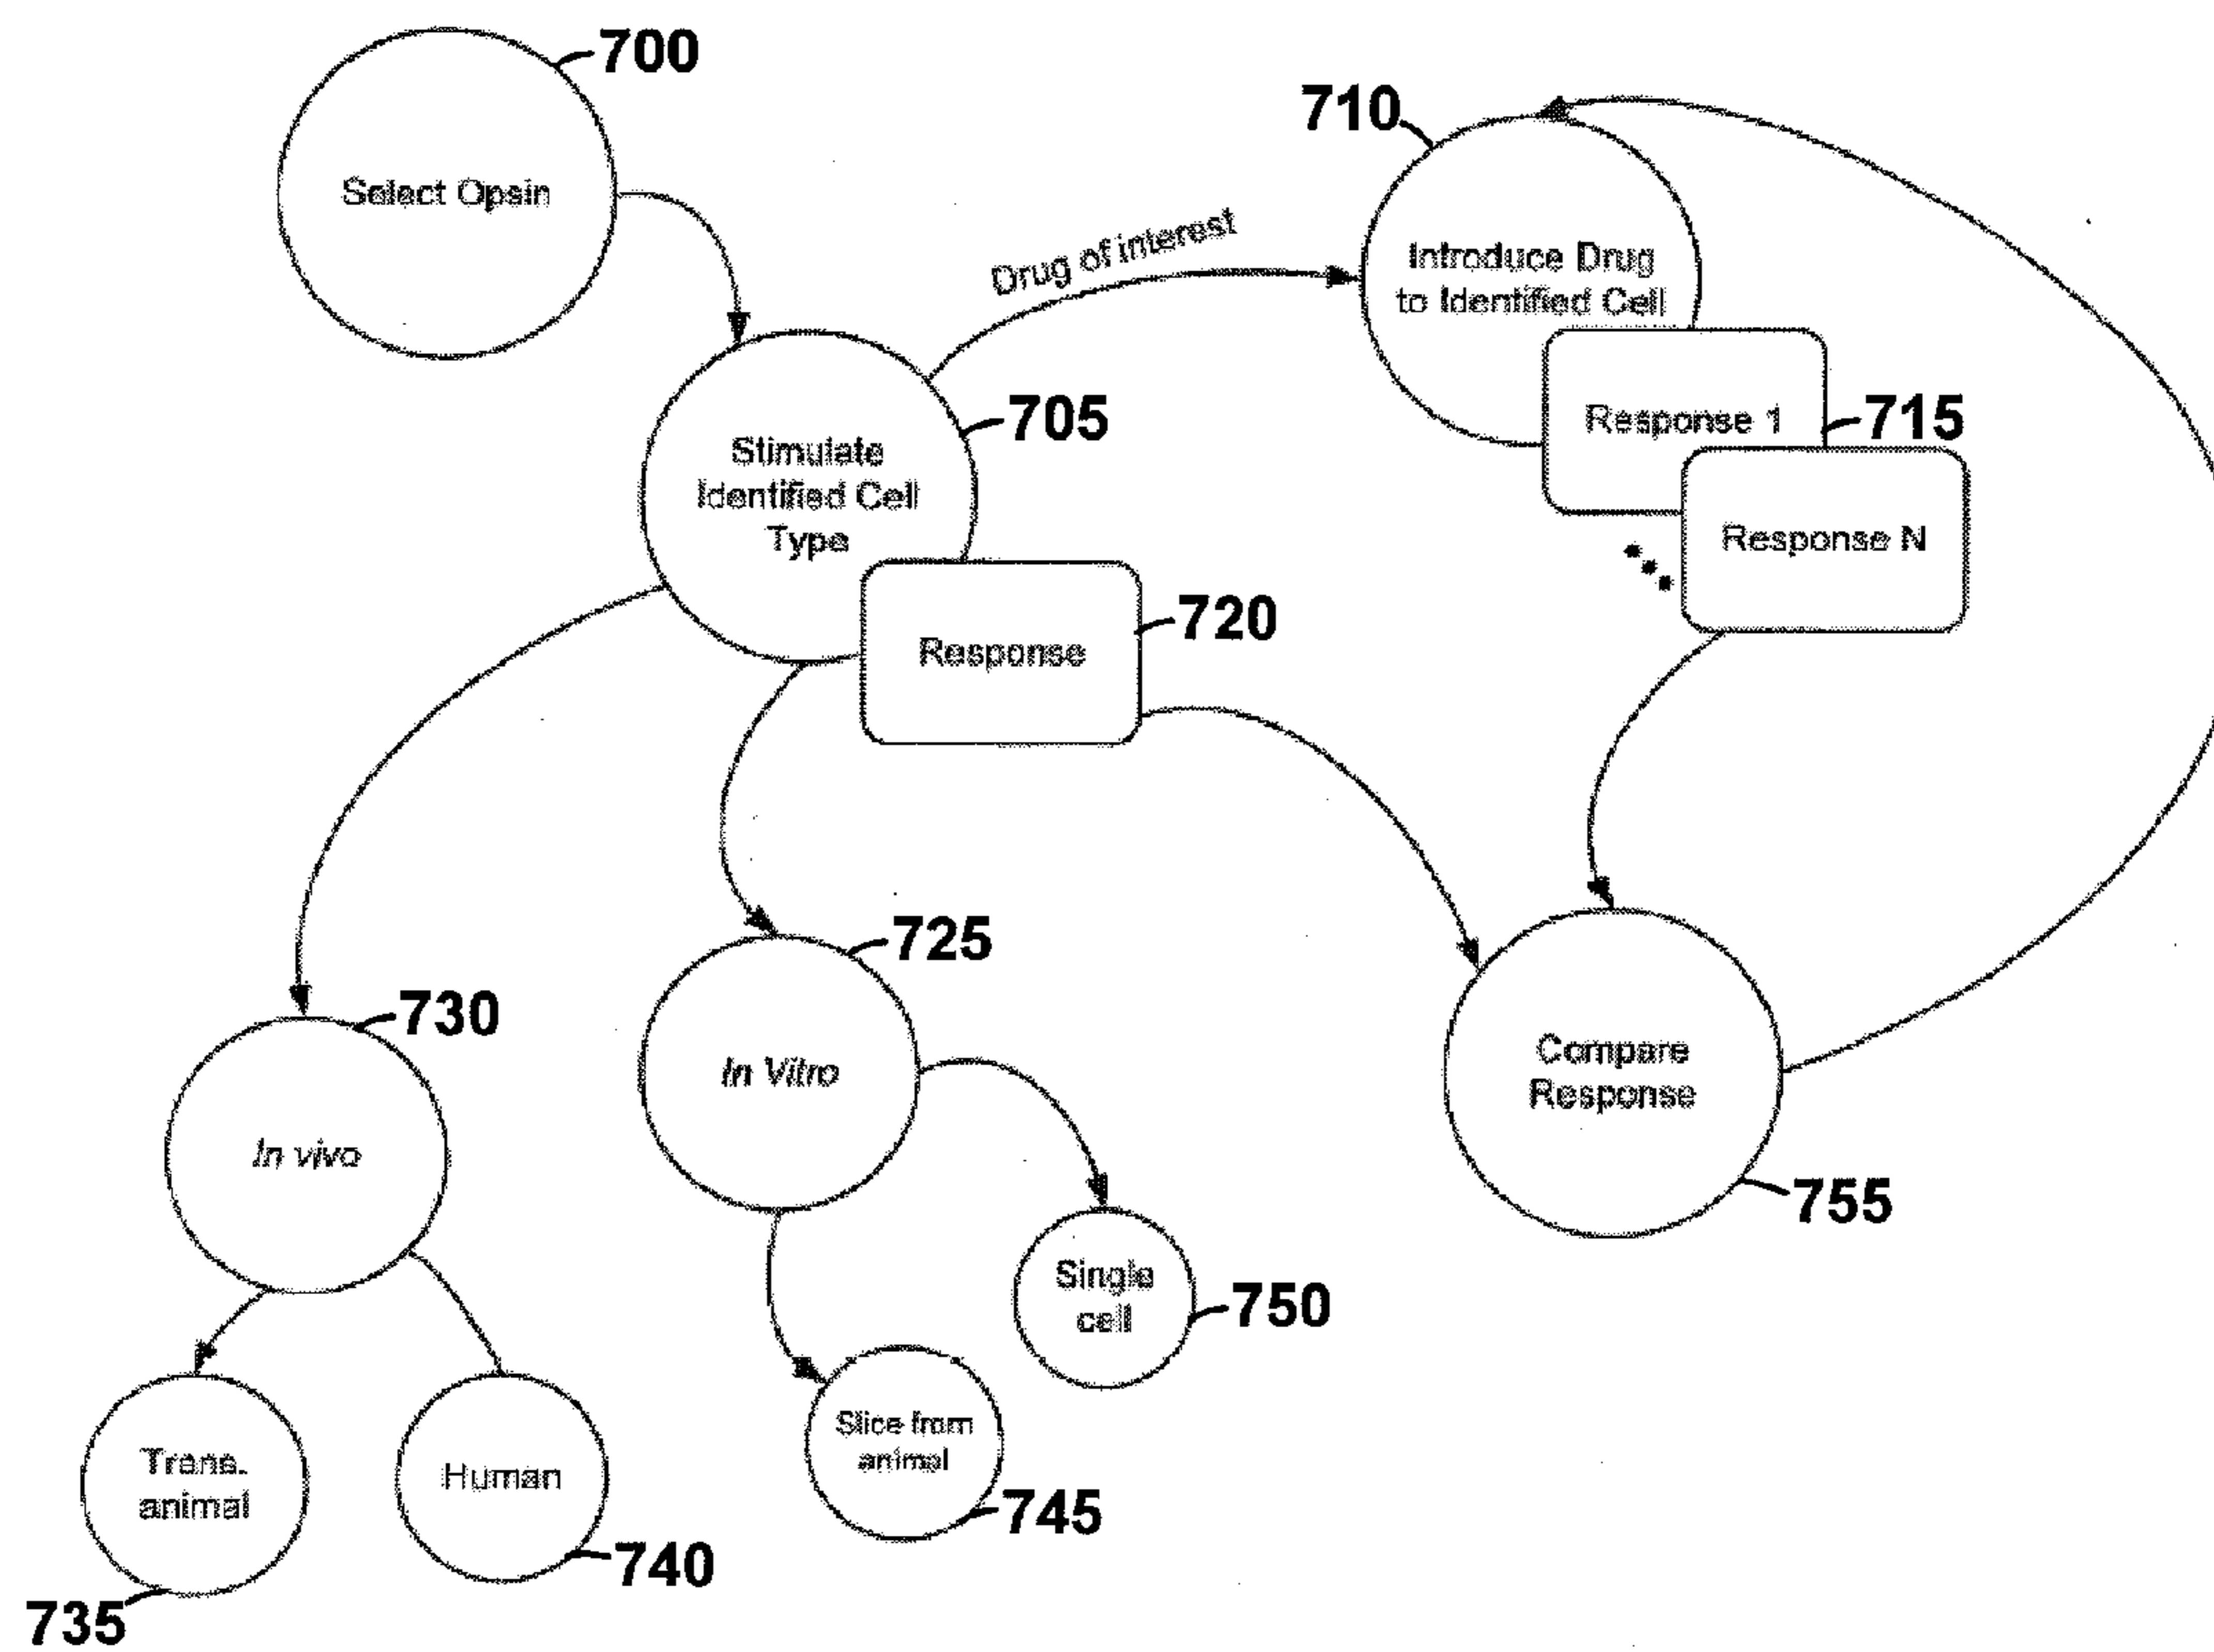 700
Select Opsin
710
Drug of interest
Introduce Drug
to Identified Cell
705
Stimulate
Identified Cell
Type
Response 1
715
Response N
720
Response
725
730
In Vitro
In vivo
Compare
Response
755
Single
cell
750
Slice from
animal
745
Trans.
animal
735
Human
740